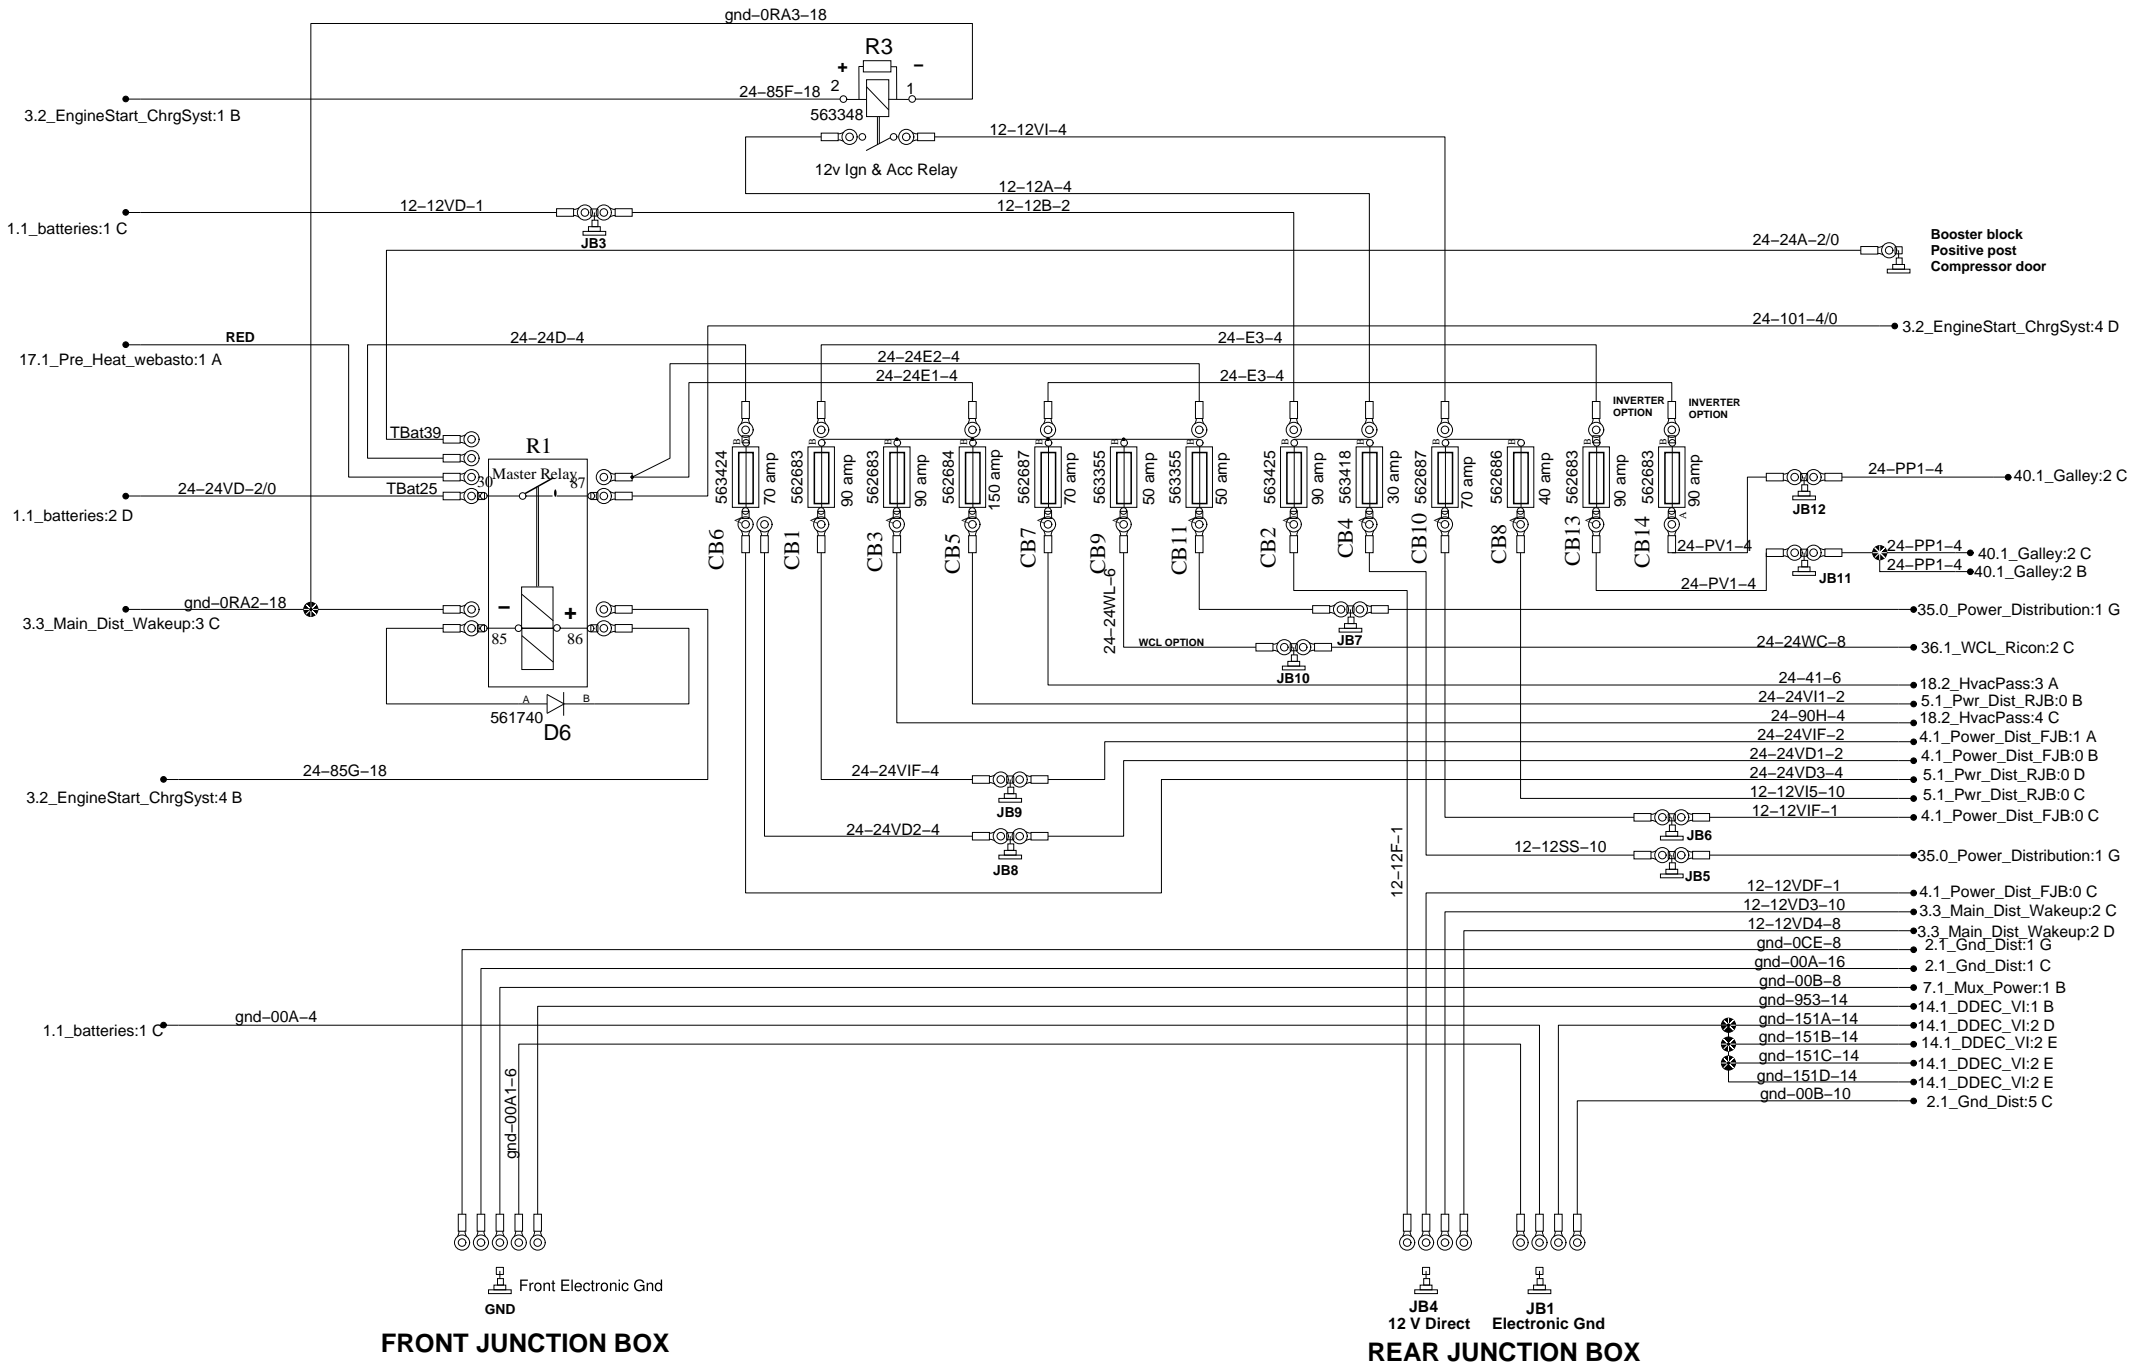 gnd-0RA3-18
R3
+
-
24-85F-18
2
1
563348
3.2_EngineStart_ChrgSyst:1 B
12-12VI-4
12v Ign & Acc Relay
12-12A-4
12-12VD-1
12-12B-2
1.1_batteries:1 C
JB3
24-24A-2/0
Booster block
Positive post
Compressor door
24-101-4/0
3.2_EngineStart_ChrgSyst:4 D
RED
17.1_Pre_Heat_webasto:1 A
24-24D-4
24-E3-4
24-24E2-4
24-24E1-4
24-E3-4
INVERTER
OPTION
INVERTER
OPTION
TBat39
R1
Master Relay
30
87
TBat25
24-24VD-2/0
1.1_batteries:2 D
B
563424
70 amp
A
CB6
B
562683
90 amp
A
CB1
B
562683
90 amp
A
CB3
B
562684
150 amp
A
CB5
B
562687
70 amp
A
CB7
B
563355
50 amp
A
CB9
B
563355
50 amp
A
CB11
B
563425
90 amp
A
CB2
B
563418
30 amp
A
CB4
B
562687
70 amp
A
CB10
B
562686
40 amp
A
CB8
B
562683
90 amp
A
CB13
B
562683
90 amp
A
CB14
24-PP1-4
40.1_Galley:2 C
JB12
24-PV1-4
24-PP1-4
40.1_Galley:2 C
24-PP1-4
40.1_Galley:2 B
JB11
24-PV1-4
gnd-0RA2-18
3.3_Main_Dist_Wakeup:3 C
-
+
85
86
A
B
561740
D6
24-24WL-6
WCL OPTION
JB7
35.0_Power_Distribution:1 G
JB10
24-24WC-8
36.1_WCL_Ricon:2 C
24-41-6
18.2_HvacPass:3 A
24-24VI1-2
5.1_Pwr_Dist_RJB:0 B
24-90H-4
18.2_HvacPass:4 C
24-24VIF-2
4.1_Power_Dist_FJB:1 A
24-24VD1-2
4.1_Power_Dist_FJB:0 B
24-85G-18
3.2_EngineStart_ChrgSyst:4 B
24-24VIF-4
JB9
24-24VD3-4
5.1_Pwr_Dist_RJB:0 D
12-12VI5-10
5.1_Pwr_Dist_RJB:0 C
12-12VIF-1
4.1_Power_Dist_FJB:0 C
JB6
24-24VD2-4
JB8
12-12F-1
12-12SS-10
35.0_Power_Distribution:1 G
JB5
12-12VDF-1
4.1_Power_Dist_FJB:0 C
12-12VD3-10
3.3_Main_Dist_Wakeup:2 C
12-12VD4-8
3.3_Main_Dist_Wakeup:2 D
gnd-0CE-8
2.1_Gnd_Dist:1 G
gnd-00A-16
2.1_Gnd_Dist:1 C
gnd-00B-8
7.1_Mux_Power:1 B
gnd-953-14
14.1_DDEC_VI:1 B
gnd-00A-4
1.1_batteries:1 C
gnd-151A-14
14.1_DDEC_VI:2 D
gnd-151B-14
14.1_DDEC_VI:2 E
gnd-151C-14
14.1_DDEC_VI:2 E
gnd-151D-14
14.1_DDEC_VI:2 E
gnd-00B-10
2.1_Gnd_Dist:5 C
gnd-00A1-6
Front Electronic Gnd
GND
FRONT JUNCTION BOX
JB4
12 V Direct
JB1
Electronic Gnd
REAR JUNCTION BOX